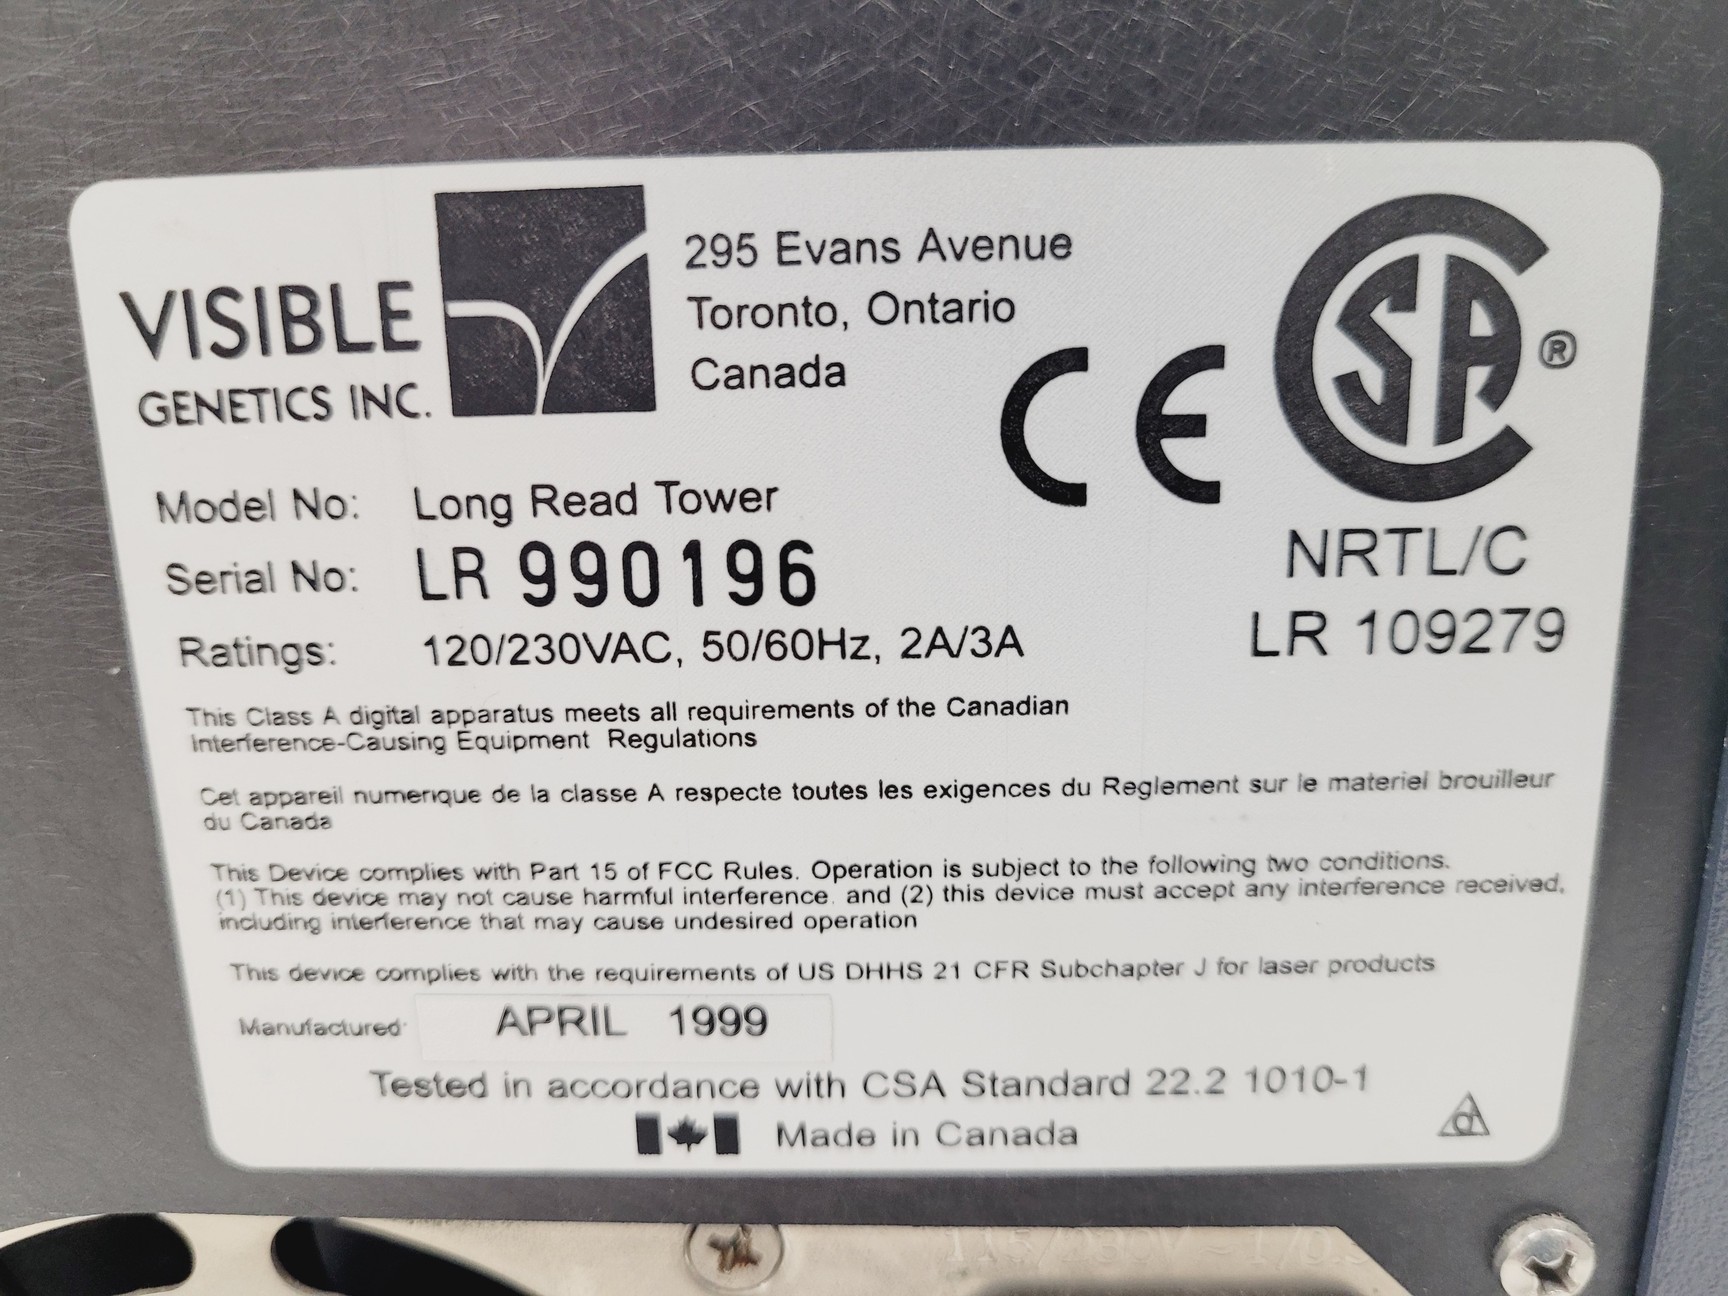 VISIBLE
GENETICS INC.
295 Evans Avenue
Toronto, Ontario
Canada
CE
CSA ®
NRTL/C
LR 109279
Model No: Long Read Tower
Serial No: LR 990196
Ratings: 120/230VAC, 50/60Hz, 2A/3A
This Class A digital apparatus meets all requirements of the Canadian
Interference-Causing Equipment Regulations
Cet appareil numerique de la classe A respecte toutes les exigences du Reglement sur le materiel brouilleur
du Canada
This Device complies with Part 15 of FCC Rules. Operation is subject to the following two conditions.
(1) This device may not cause harmful interference. and (2) this device must accept any interference received,
including interference that may cause undesired operation
This device complies with the requirements of US DHHS 21 CFR Subchapter J for laser products
Manufactured: APRIL 1999
Tested in accordance with CSA Standard 22.2 1010-1
Made in Canada